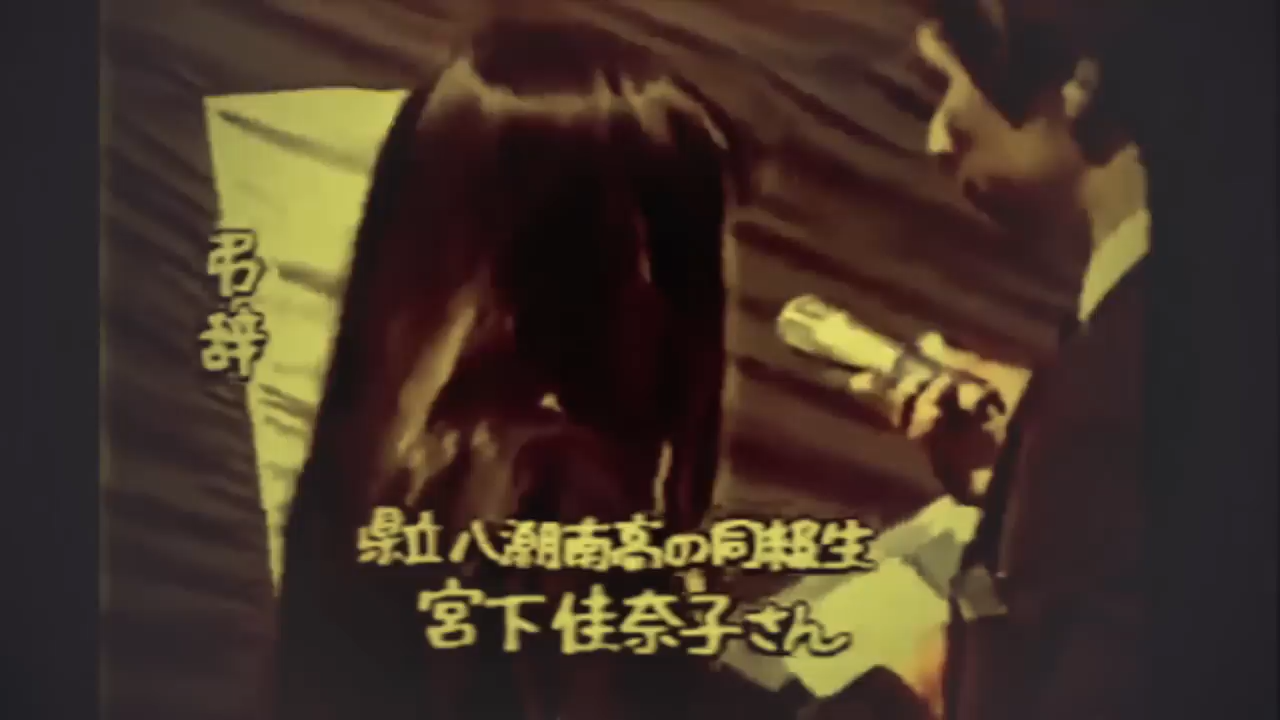 弔辞
県立八潮南高の同級生
宮下佳奈子さん